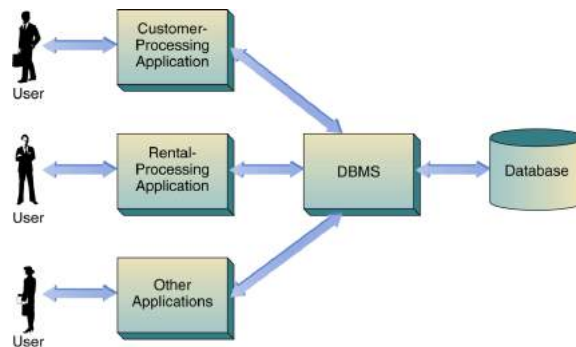 Customer-
Processing
Application
User
Rental-
Processing
Application
DBMS
Database
User
Other
Applications
User